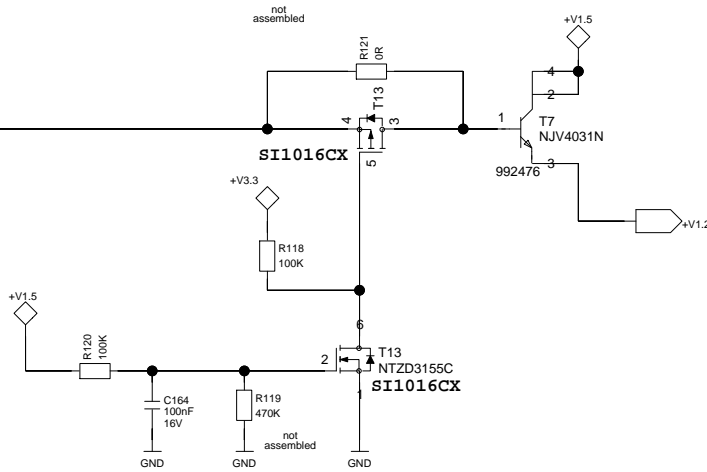 not
assembled
+V1.5
R121
0R
T13
4
2
4
3
1
T7
NJV4031N
SI1016CX
5
992476
3
+V3.3
+V1.2
R118
100K
+V1.5
6
R120
100K
2
T13
NTZD3155C
SI1016CX
1
C164
100nF
16V
R119
470K
not
assembled
GND
GND
GND